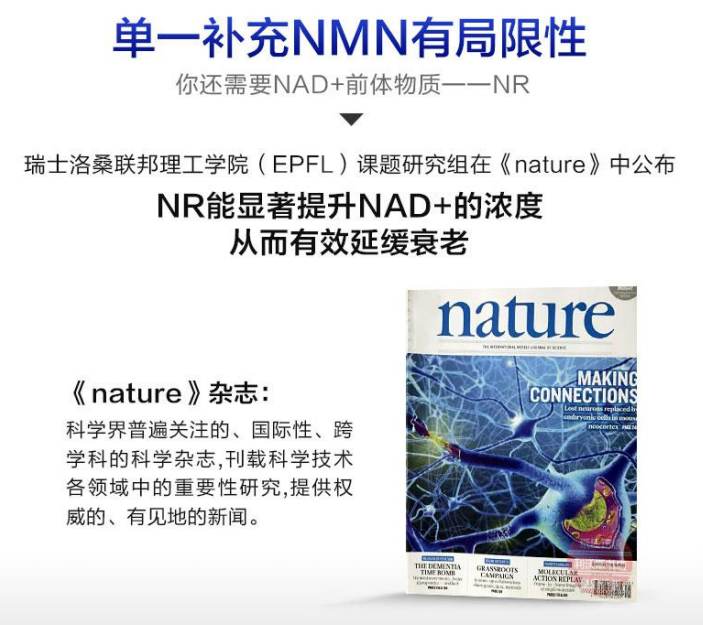 单一补充NMN有局限性
你还需要NAD+前体物质——NR
瑞士洛桑联邦理工学院（EPFL）课题研究组在《nature》中公布
NR能显著提升NAD+的浓度
从而有效延缓衰老
《nature》杂志：
科学界普遍关注的、国际性、跨
学科的科学杂志,刊载科学技术
各领域中的重要性研究,提供权
威的、有见地的新闻。
nature
THE INTERNATIONAL WEEKLY JOURNAL OF SCIENCE
MAKING
CONNECTIONS
Lost neurons replaced by
embryonic cells in mouse
neocortex
THE DEMENTIA
TIME BOMB
GRASSROOTS
CAMPAIGN
MOLECULAR
ACTION REPLAY